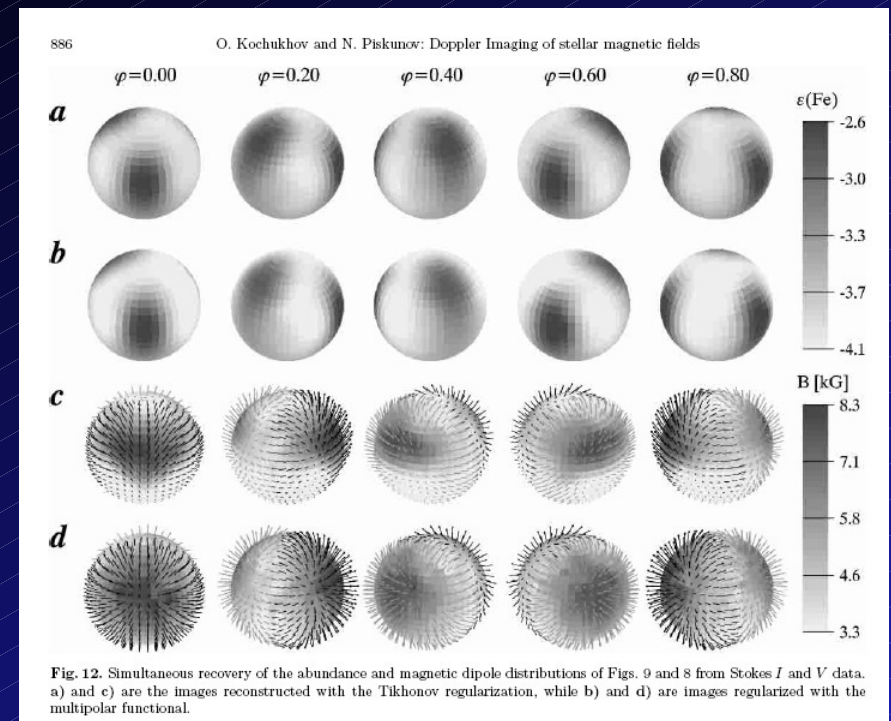 886
O. Kochukhov and N. Piskunov: Doppler Imaging of stellar magnetic fields
φ=0.00 φ=0.20 φ=0.40 φ=0.60 φ=0.80
a
ε(Fe)
-2.6
-3.0
-3.3
-3.7
-4.1
b
c
B [kG]
8.3
7.1
5.8
4.6
3.3
d
Fig. 12. Simultaneous recovery of the abundance and magnetic dipole distributions of Figs. 9 and 8 from Stokes I and V data.
a) and c) are the images reconstructed with the Tikhonov regularization, while b) and d) are images regularized with the
multipolar functional.